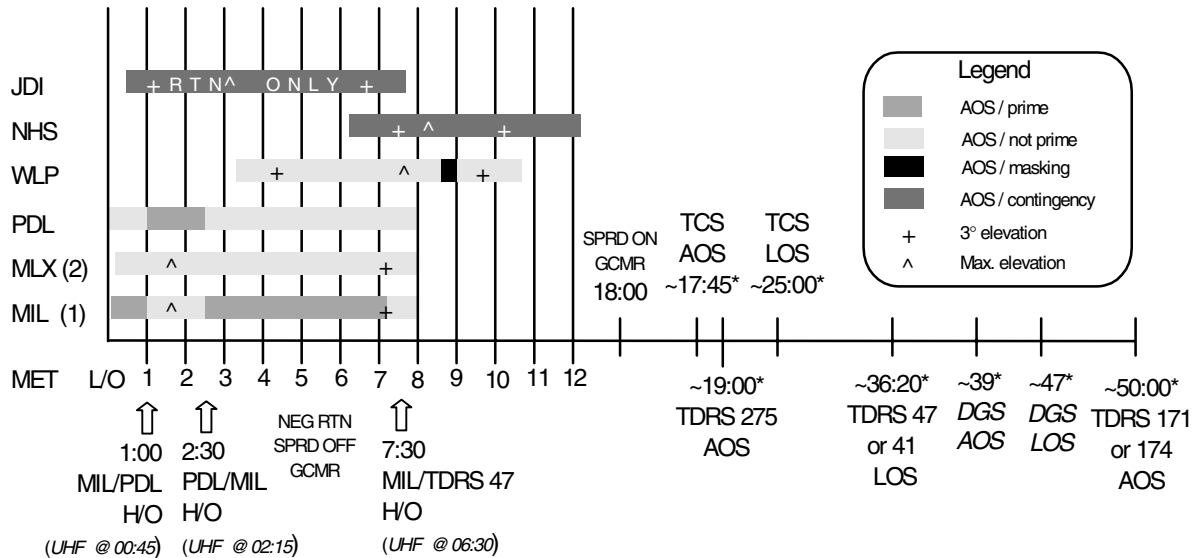 JDI
+ R T N ^ O N L Y +
NHS
+ ^ +
WLP
+ ^ +
PDL
MLX (2)
^ +
MIL (1)
^ +
MET L/O 1 2 3 4 5 6 7 8 9 10 11 12
1:00
MIL/PDL
H/O
(UHF @ 00:45)
2:30
PDL/MIL
H/O
(UHF @ 02:15)
NEG RTN
SPRD OFF
GCMR
7:30
MIL/TDRS 47
H/O
(UHF @ 06:30)
SPRD ON
GCMR
18:00
TCS
AOS
~17:45*
TCS
LOS
~25:00*
~19:00*
TDRS 275
AOS
~36:20*
TDRS 47
or 41
LOS
~39*
DGS
AOS
~47*
DGS
LOS
~50:00*
TDRS 171
or 174
AOS
Legend
AOS / prime
AOS / not prime
AOS / masking
AOS / contingency
+ 3° elevation
^ Max. elevation